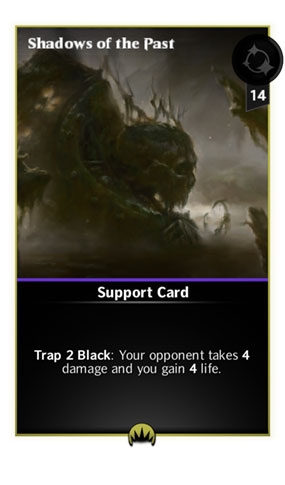 Shadows of the Past
14
Support Card
Trap 2 Black: Your opponent takes 4
damage and you gain 4 life.